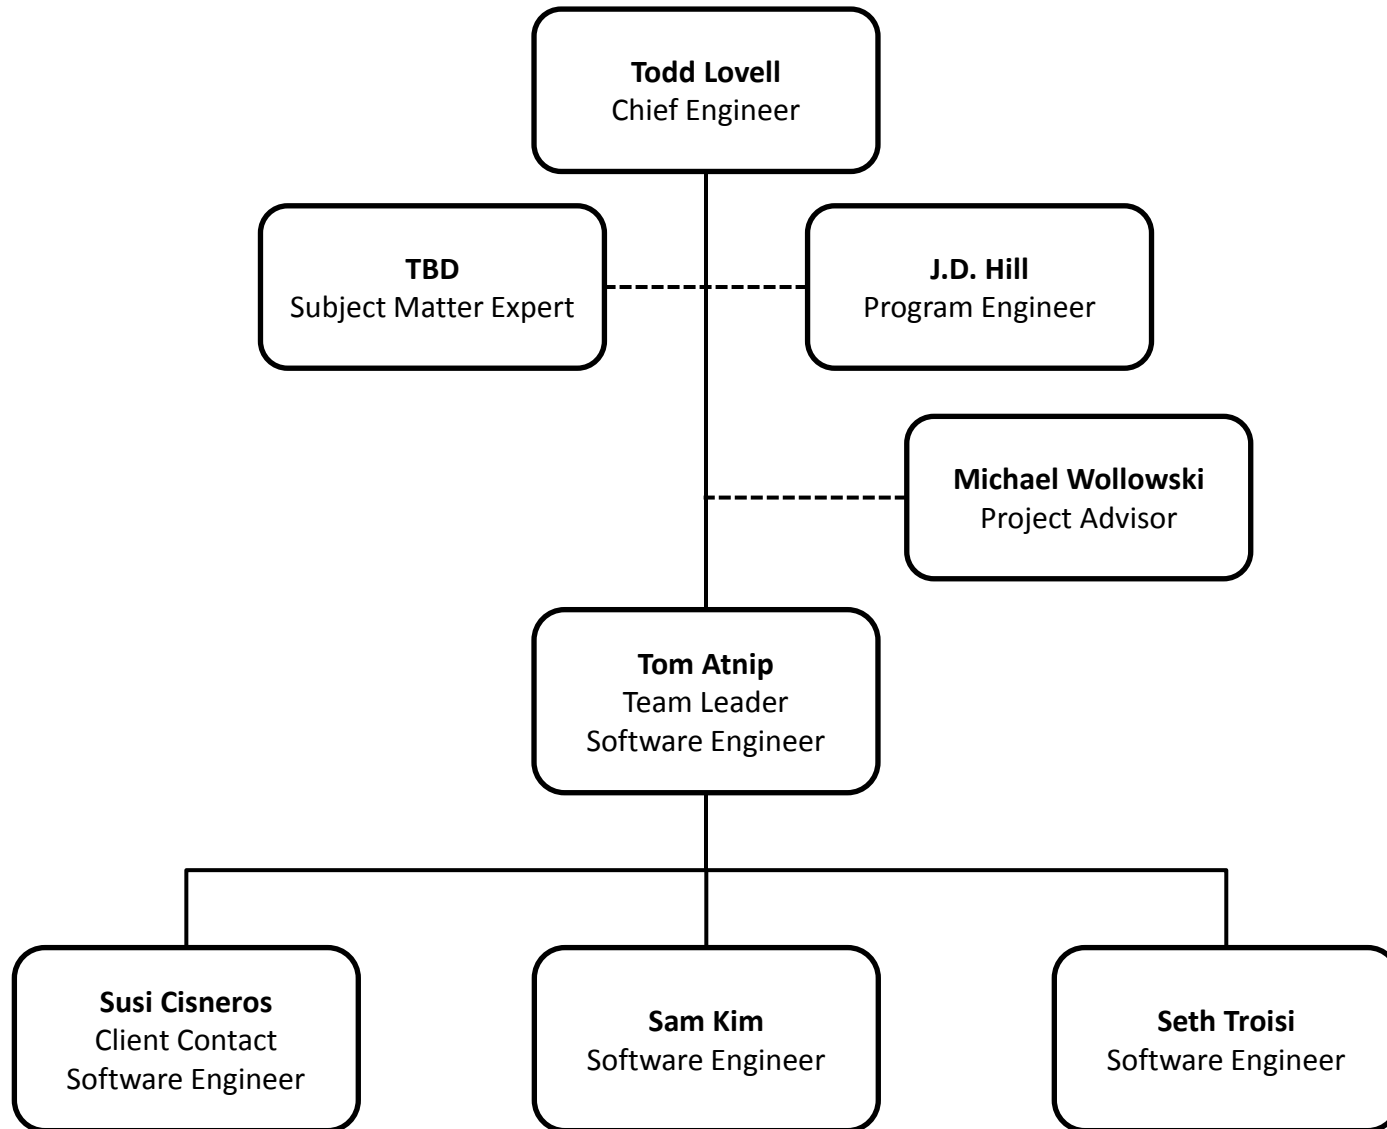 Todd Lovell
Chief Engineer
TBD
Subject Matter Expert
J.D. Hill
Program Engineer
Michael Wollowski
Project Advisor
Tom Atnip
Team Leader
Software Engineer
Susi Cisneros
Client Contact
Software Engineer
Sam Kim
Software Engineer
Seth Troisi
Software Engineer